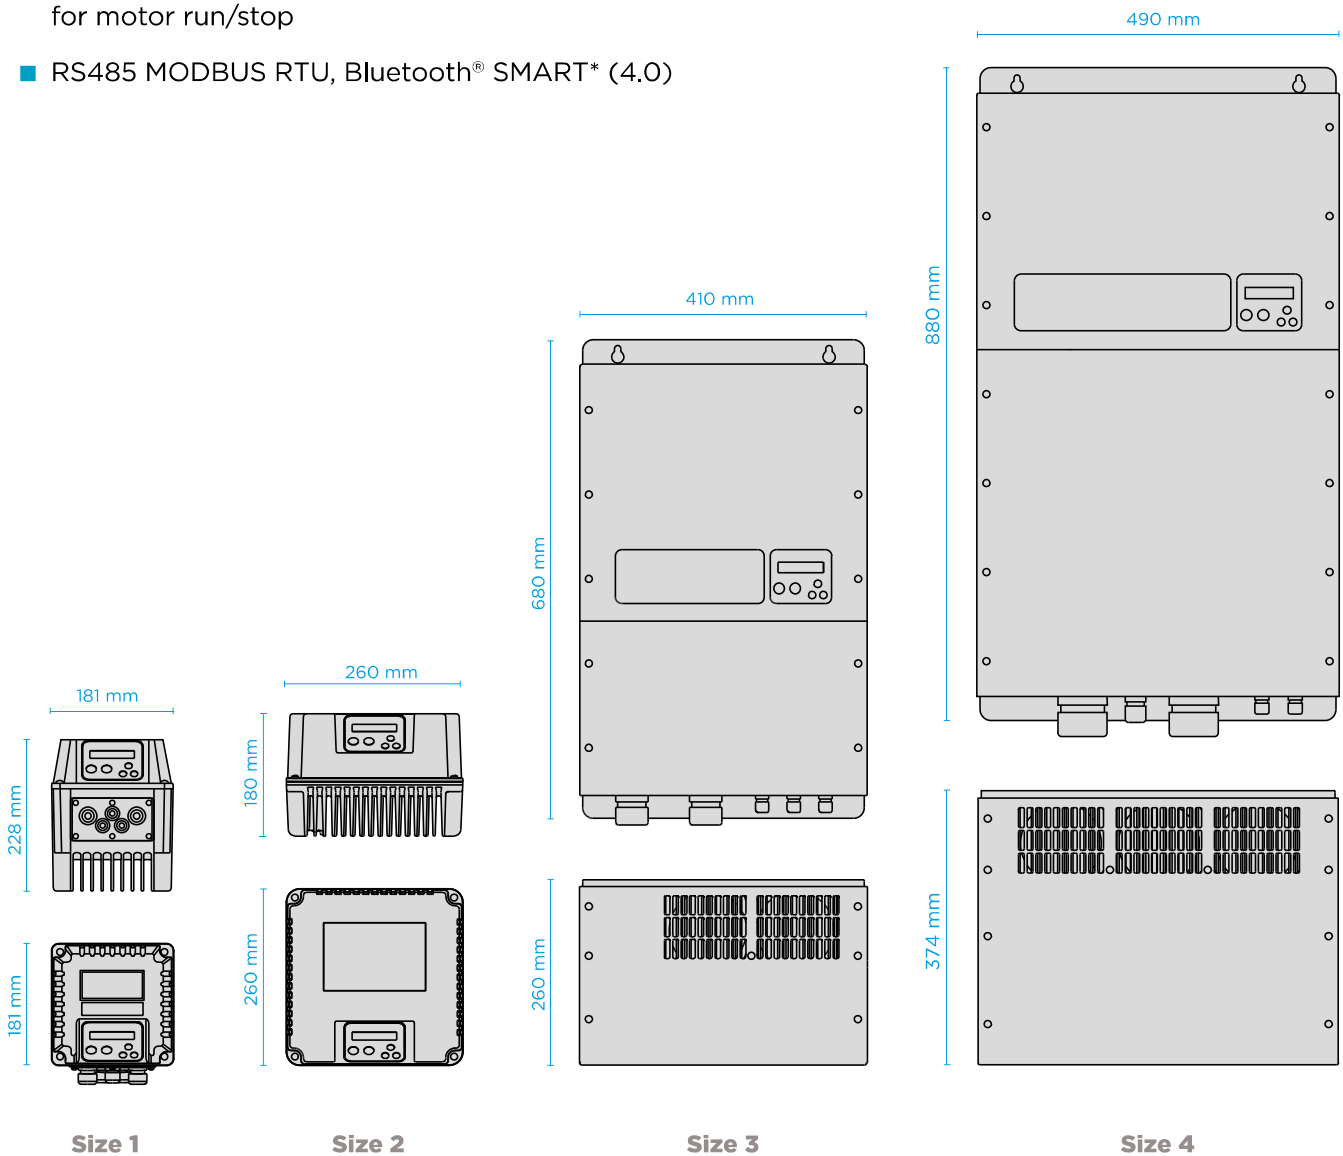 for motor run/stop
■ RS485 MODBUS RTU, Bluetooth® SMART* (4.0)
490 mm
880 mm
410 mm
680 mm
260 mm
181 mm
180 mm
228 mm
374 mm
260 mm
260 mm
181 mm
Size 1
Size 2
Size 3
Size 4